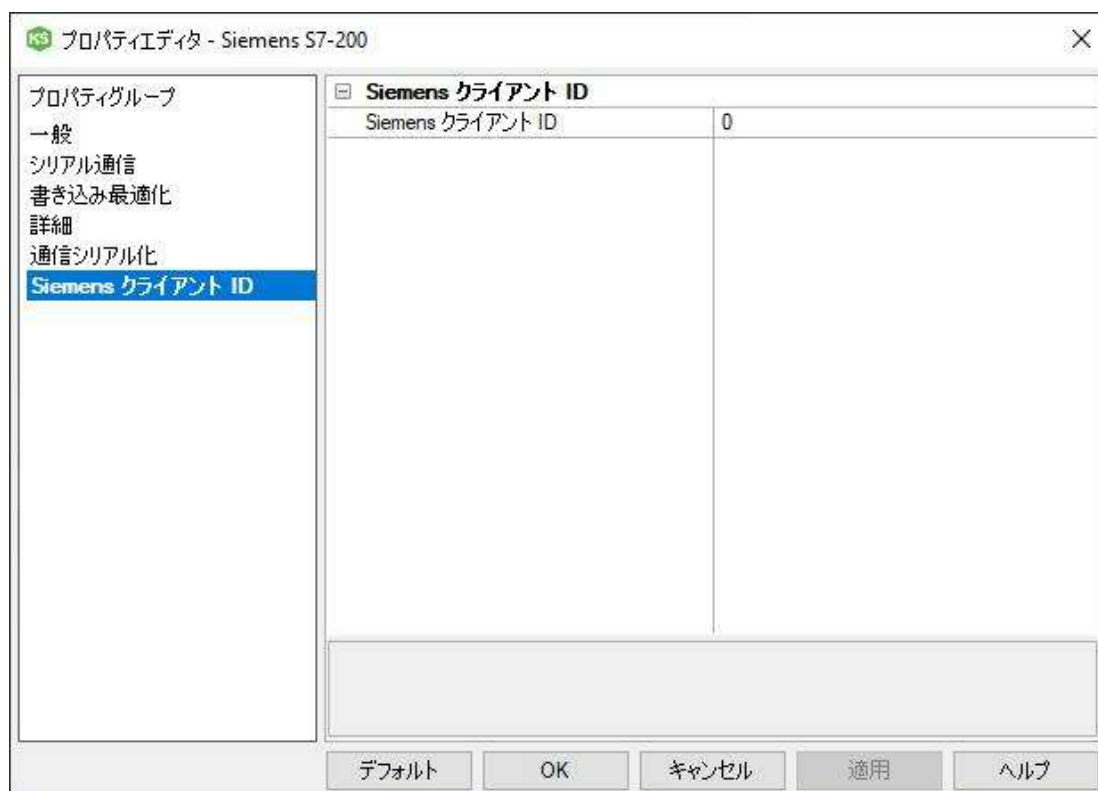 KS プロパティエディタ - Siemens S7-200
プロパティグループ
一般
シリアル通信
書き込み最適化
詳細
通信シリアル化
Siemens クライアント ID
Siemens クライアント ID
Siemens クライアント ID 0
デフォルト OK キャンセル 適用 ヘルプ